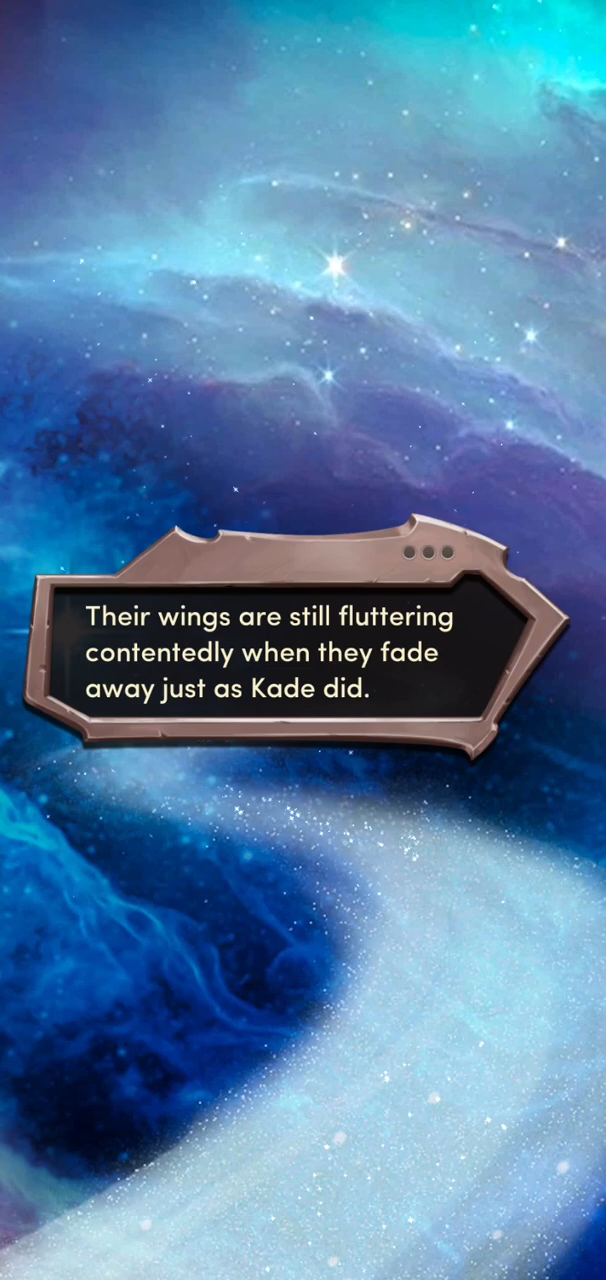 Their wings are still fluttering
contentedly when they fade
away just as Kade did.